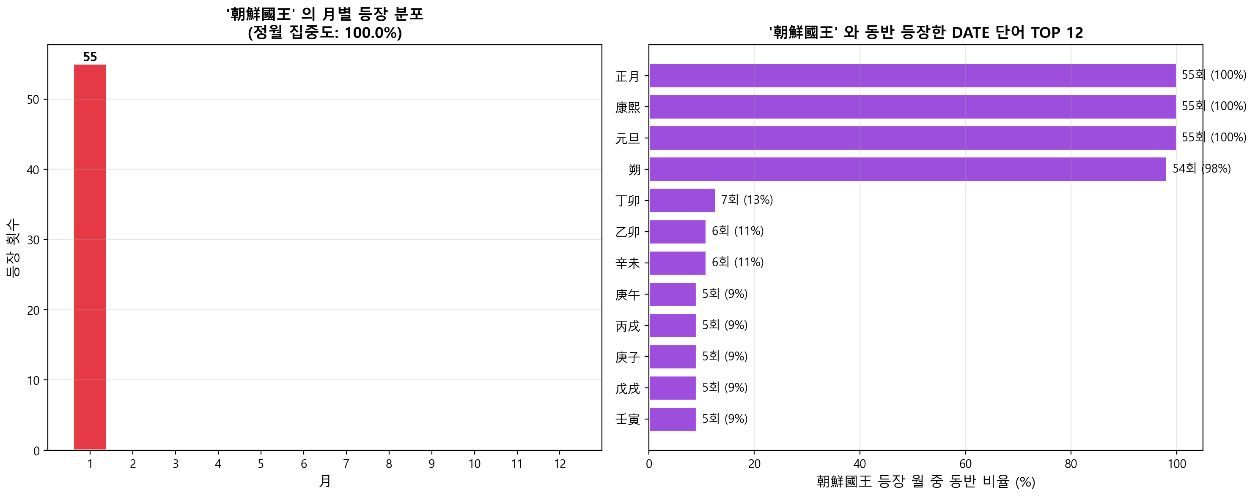 '朝鮮國王' 의 月별 등장 분포
(정월 집중도: 100.0%)
55
50
40
30
20
10
0
등장 횟수
1 2 3 4 5 6 7 8 9 10 11 12
月
'朝鮮國王' 와 동반 등장한 DATE 단어 TOP 12
正月 55회 (100%)
康熙 55회 (100%)
元旦 55회 (100%)
朔 54회 (98%)
丁卯 7회 (13%)
乙卯 6회 (11%)
辛未 6회 (11%)
庚午 5회 (9%)
丙戌 5회 (9%)
庚子 5회 (9%)
戊戌 5회 (9%)
壬寅 5회 (9%)
0 20 40 60 80 100
朝鮮國王 등장 월 중 동반 비율 (%)